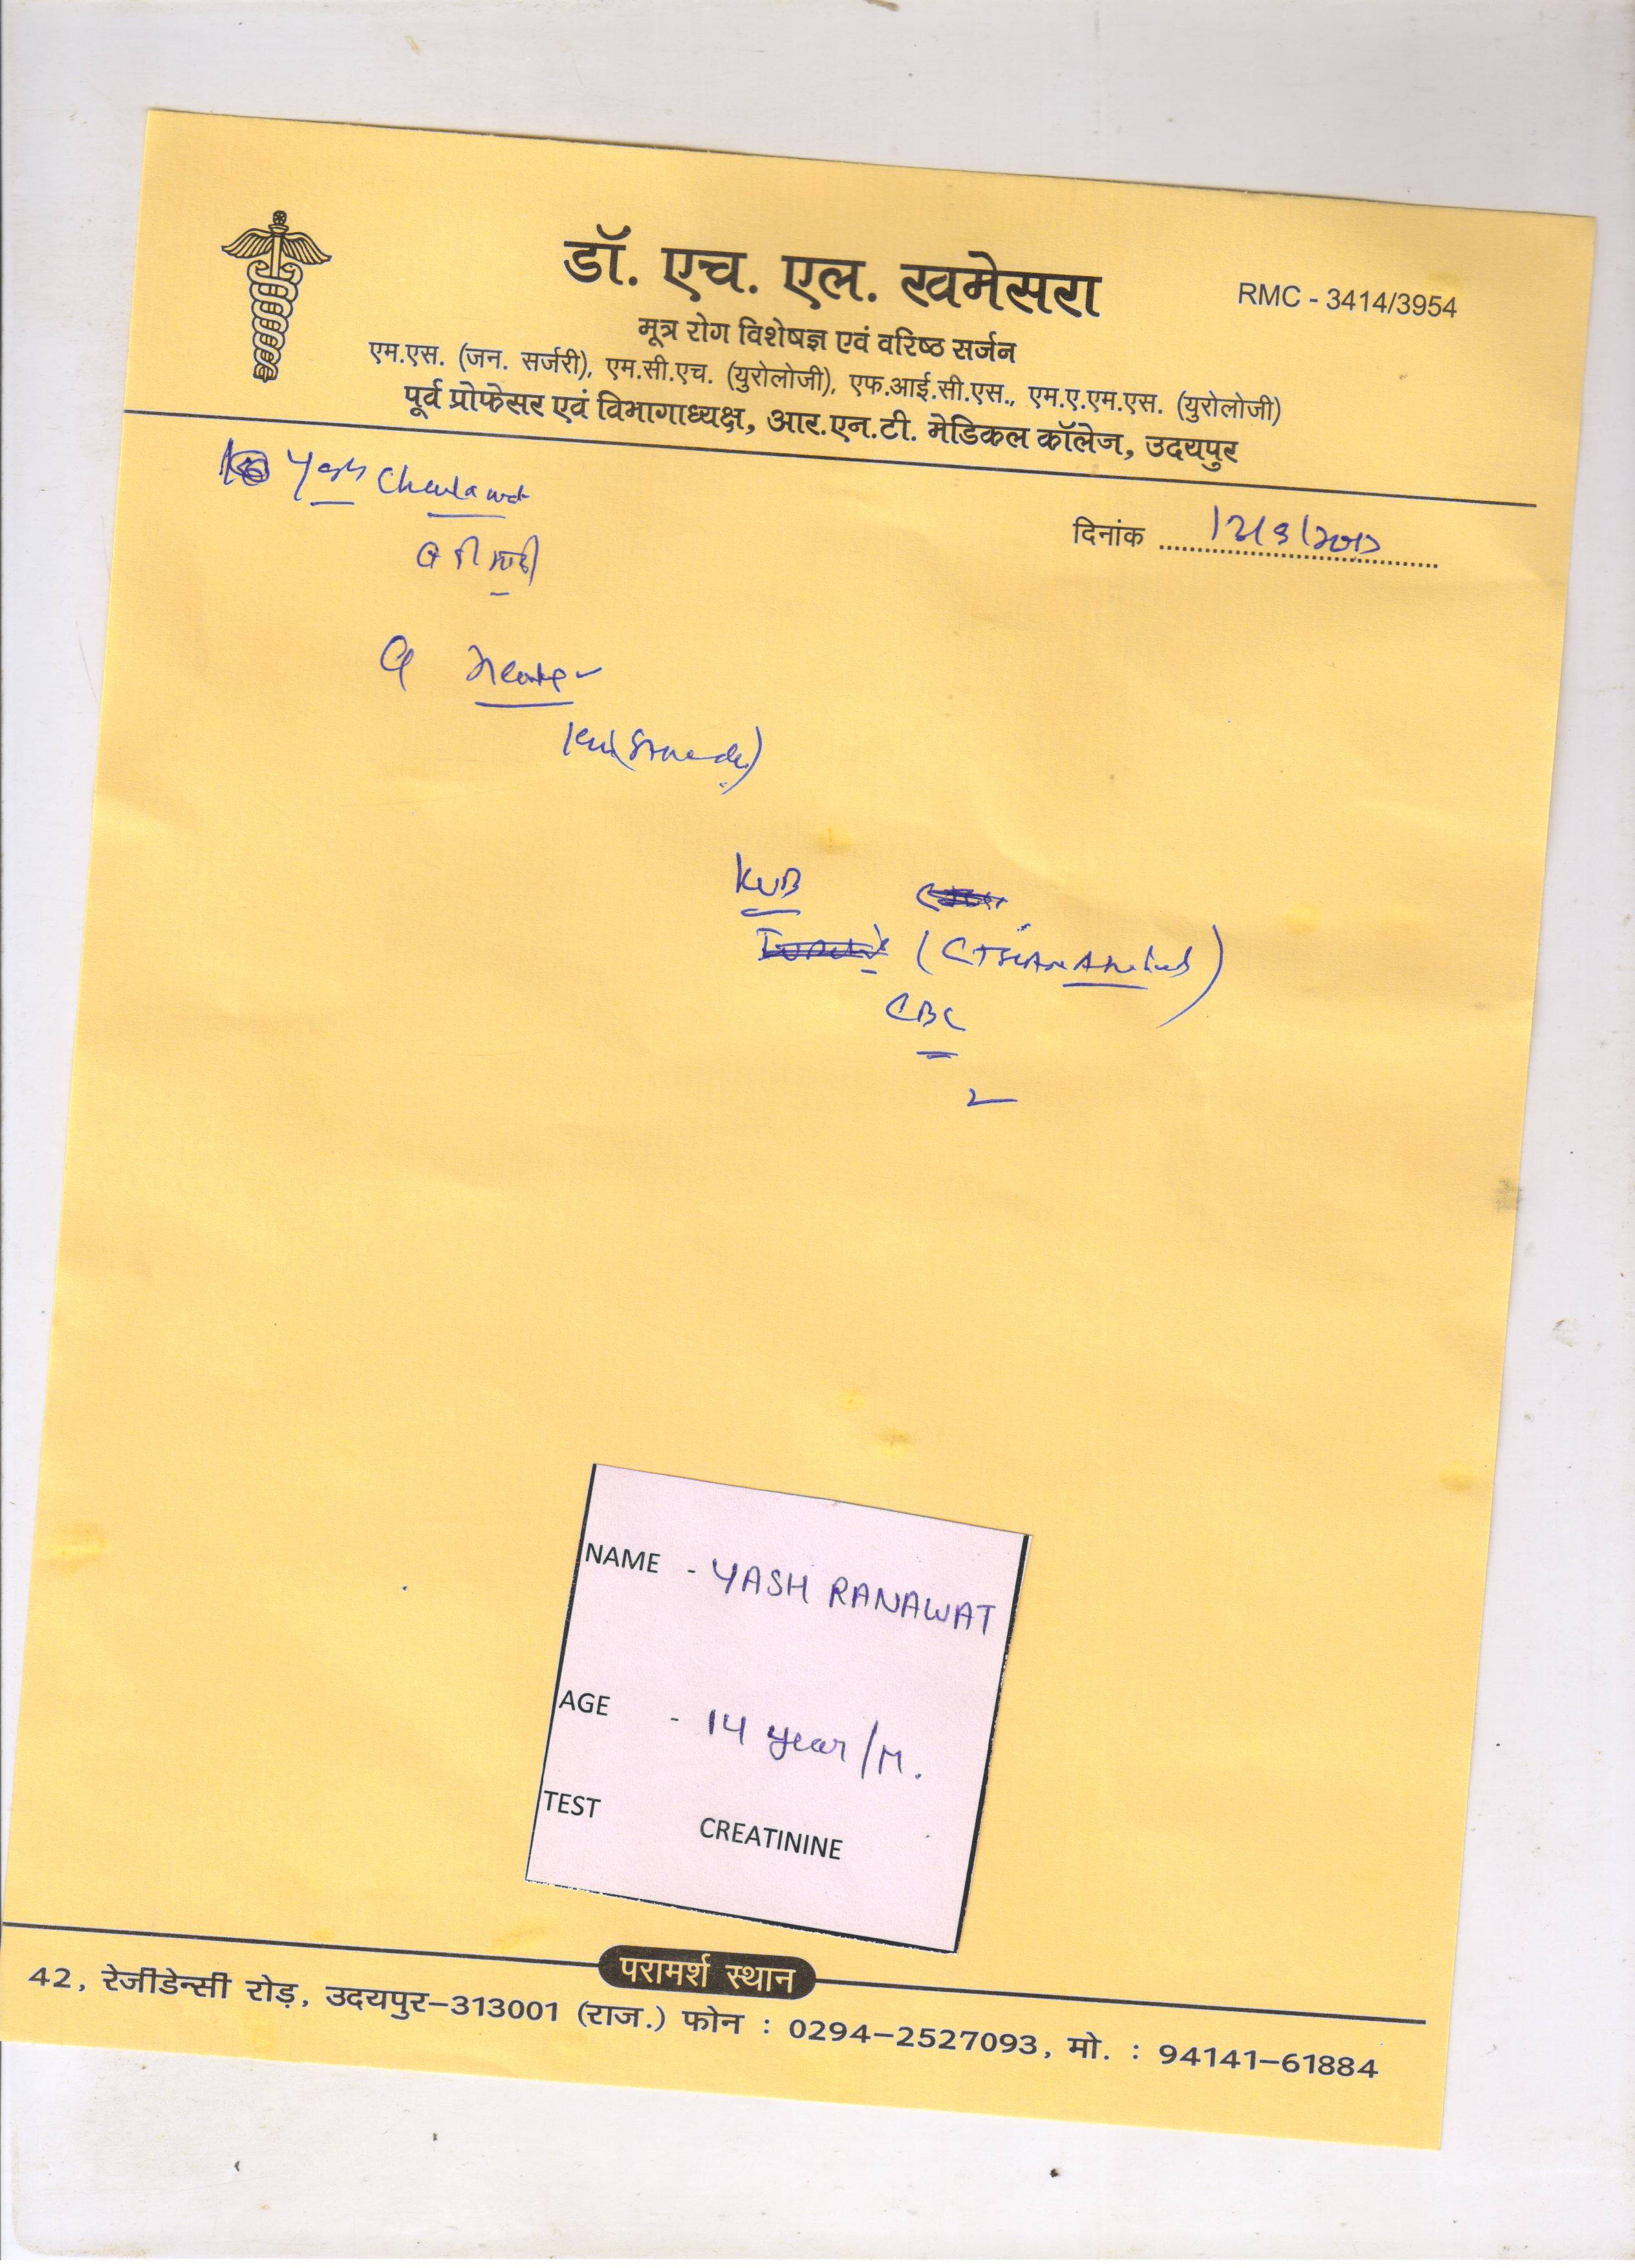 डॉ. एच. एल. खमेसरा
RMC - 3414/3954
मूत्र रोग विशेषज्ञ एवं वरिष्ठ सर्जन
एम.एस. (जन. सर्जरी), एम.सी.एच. (युरोलोजी), एफ.आई.सी.एस., एम.ए.एम.एस. (युरोलोजी)
पूर्व प्रोफेसर एवं विभागाध्यक्ष, आर.एन.टी. मेडिकल कॉलेज, उदयपुर
Yash
दिनांक
KUB
CBC
NAME - YASH RANAWAT
AGE - 14 year/M.
TEST CREATININE
परामर्श स्थान
42, रेजीडेन्सी रोड़, उदयपुर–313001 (राज.) फोन : 0294–2527093, मो. : 94141–61884